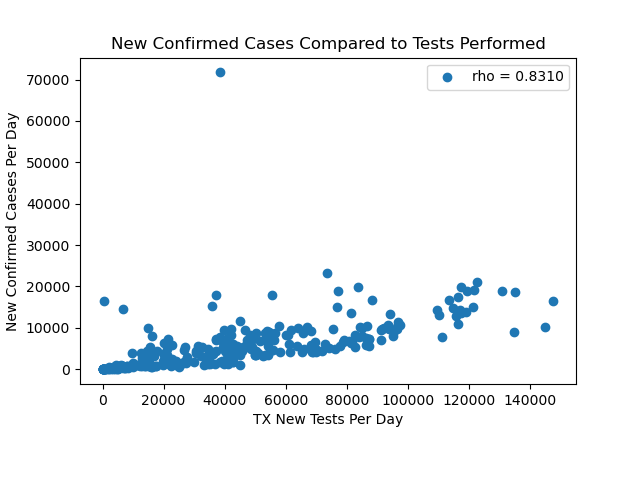 New Confirmed Cases Compared to Tests Performed
rho = 0.8310
New Confirmed Caeses Per Day
70000
60000
50000
40000
30000
20000
10000
0
0 20000 40000 60000 80000 100000 120000 140000
TX New Tests Per Day